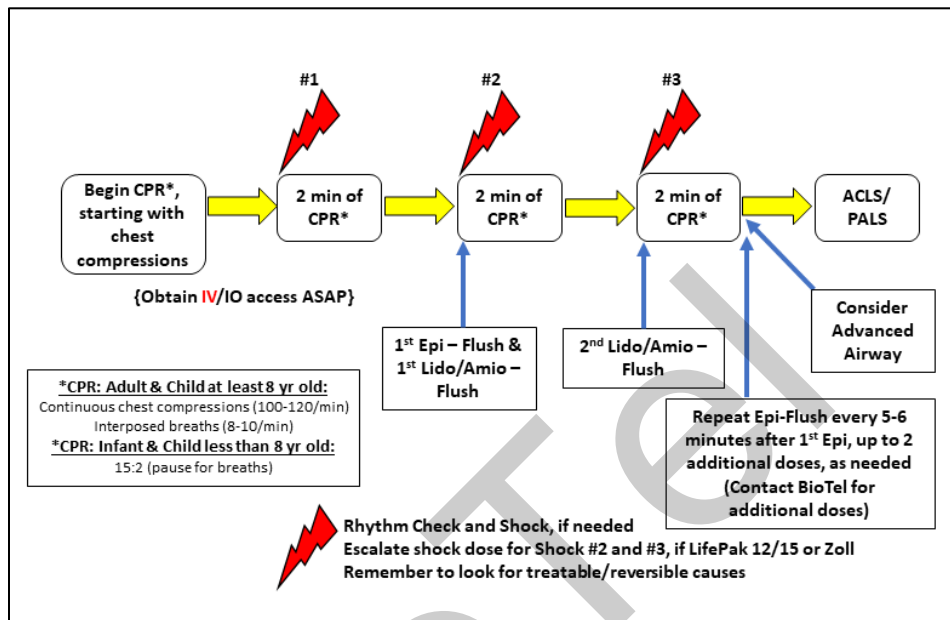 #1
#2
#3
Begin CPR*,
starting with
chest
compressions
2 min of
CPR*
2 min of
CPR*
2 min of
CPR*
ACLS/
PALS
{Obtain IV/IO access ASAP}
1st Epi – Flush &
1st Lido/Amio –
Flush
2nd Lido/Amio –
Flush
Consider
Advanced
Airway
*CPR: Adult & Child at least 8 yr old:
Continuous chest compressions (100-120/min)
Interposed breaths (8-10/min)
*CPR: Infant & Child less than 8 yr old:
15:2 (pause for breaths)
Repeat Epi-Flush every 5-6
minutes after 1st Epi, up to 2
additional doses, as needed
(Contact BioTel for
additional doses)
Rhythm Check and Shock, if needed
Escalate shock dose for Shock #2 and #3, if LifePak 12/15 or Zoll
Remember to look for treatable/reversible causes